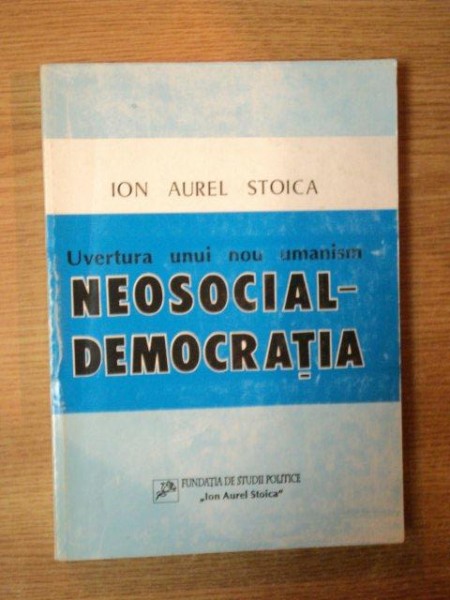 ION AUREL STOICA
Uvertura unui nou umanism
NEOSOCIAL-
DEMOCRAȚIA
FUNDAȚIA DE STUDII POLITICE
„Ion Aurel Stoica"